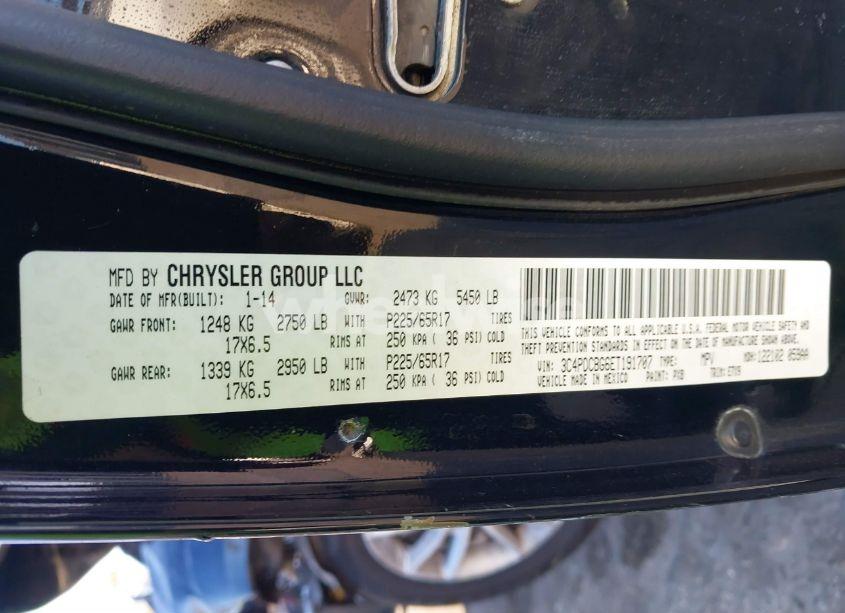 MFD BY CHRYSLER GROUP LLC
DATE OF MFR(BUILT): 1-14 GVWR: 2473 KG 5450 LB
GAWR FRONT: 1248 KG 2750 LB WITH P225/65R17 TIRES
17X6.5 RIMS AT 250 KPA ( 36 PSI) COLD
GAWR REAR: 1339 KG 2950 LB WITH P225/65R17 TIRES
17X6.5 RIMS AT 250 KPA ( 36 PSI) COLD
THIS VEHICLE CONFORMS TO ALL APPLICABLE U.S.A. FEDERAL MOTOR VEHICLE SAFETY AND
THEFT PREVENTION STANDARDS IN EFFECT ON THE DATE OF MANUFACTURE SHOWN ABOVE.
VIN: 3C4PDCBG6ET191707 TYPE: MPV MDH: 122102 059AA
VEHICLE MADE IN MEXICO PAINT: PXB TRIM: